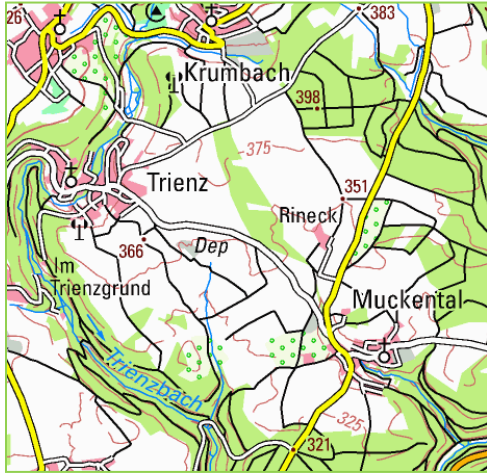 26
383
Krumbach
398
375
Trienz
351
Rineck
366
Dep
Im
Trienzgrund
Muckental
Trienzbach
325
321